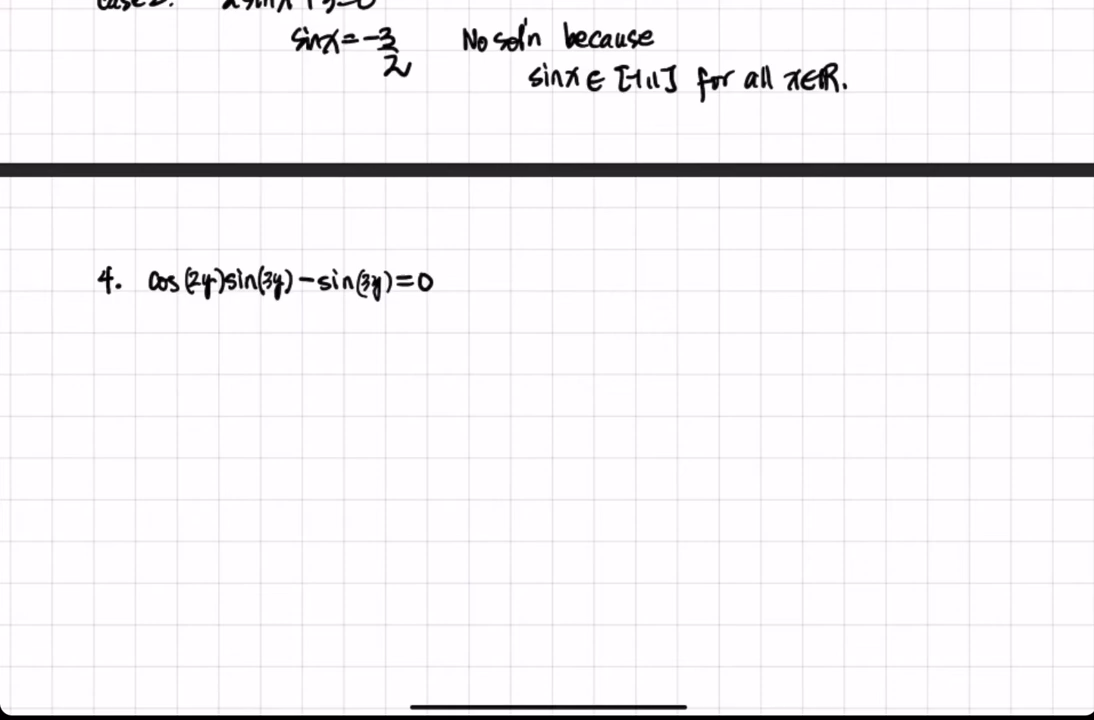 sinx = -3/2 No sol'n because
sinx ∈ [-1,1] for all x∈R.
4. cos(2y)sin(3y) - sin(3y) = 0